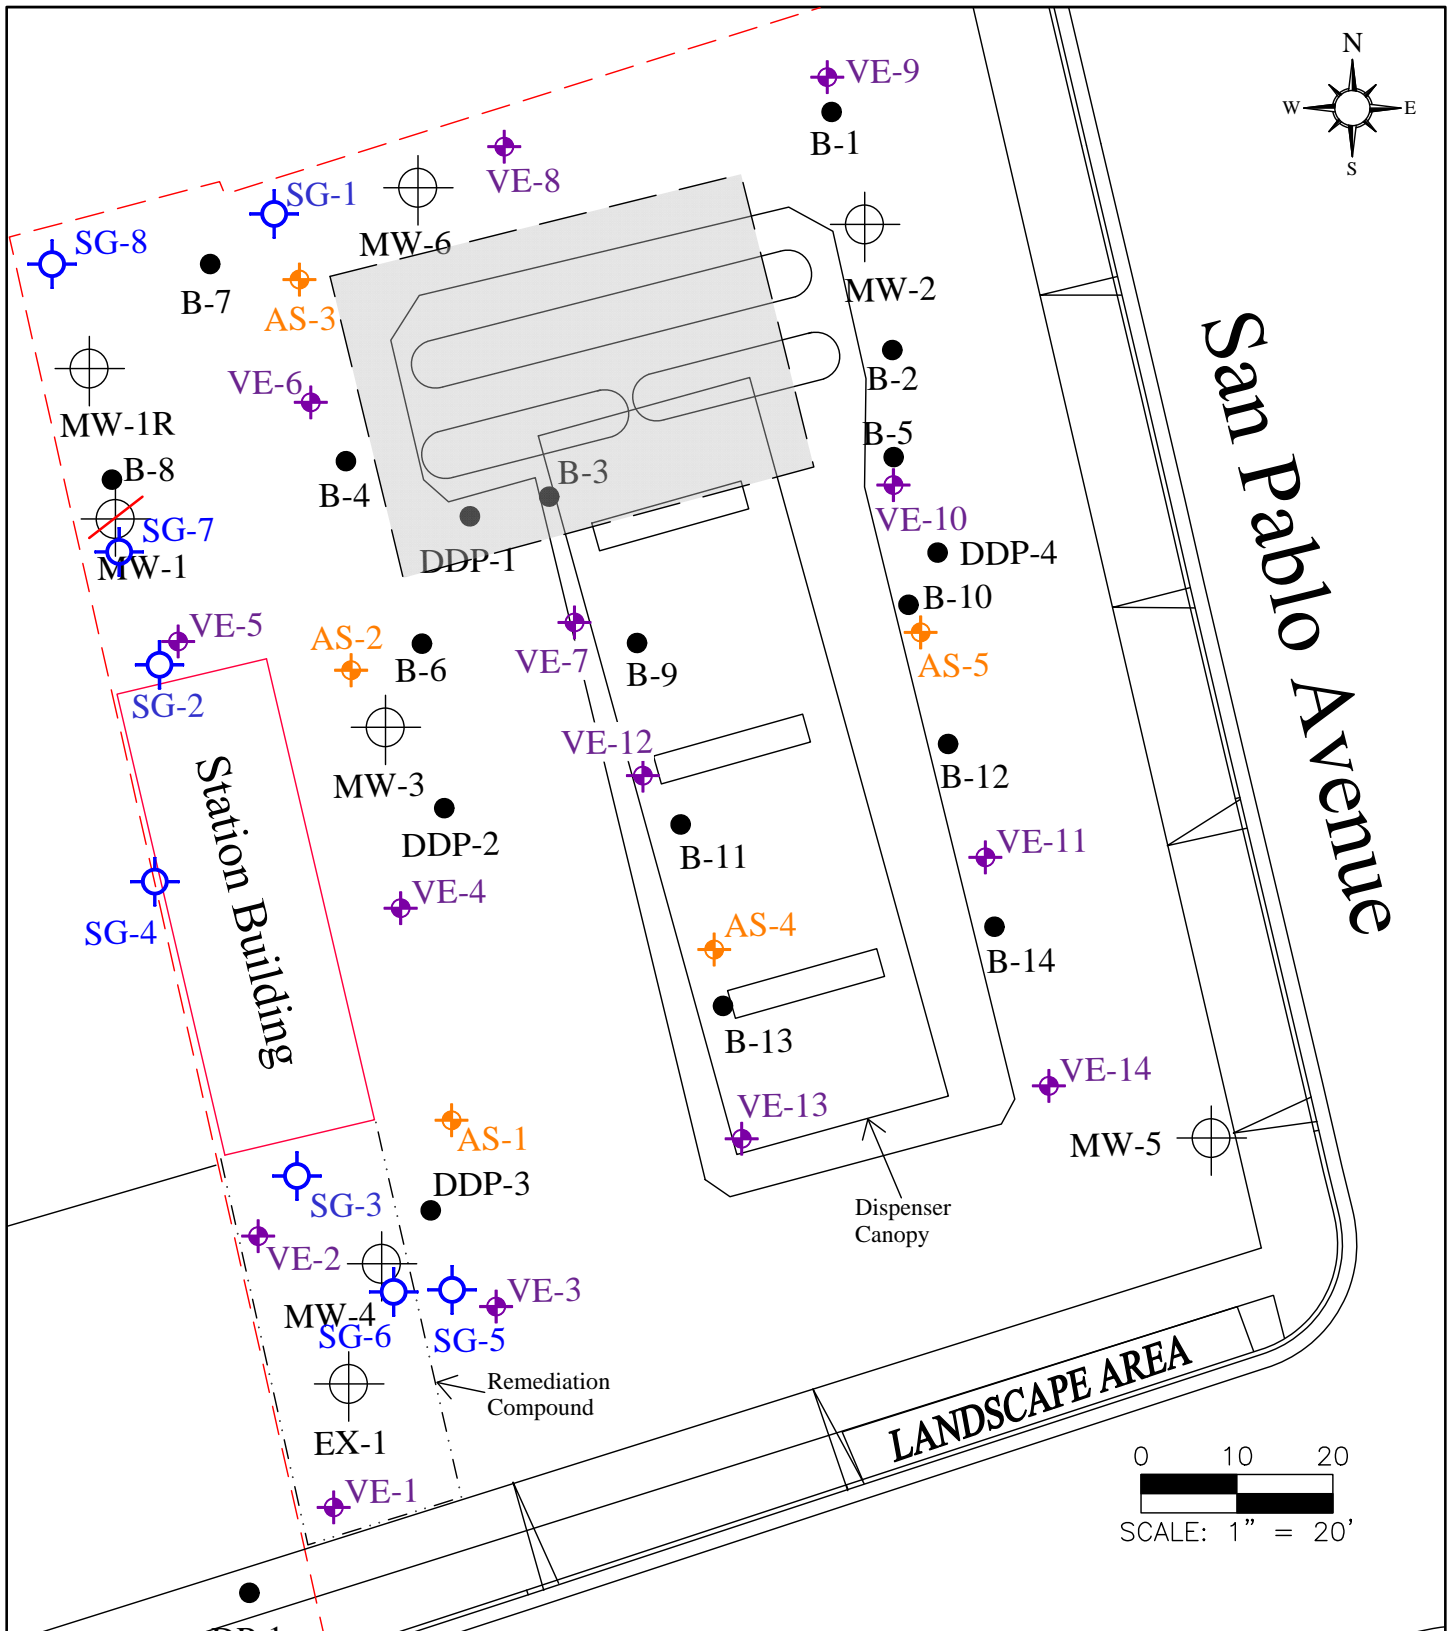 N
VE-9
W
E
B-1
S
VE-8
SG-1
MW-6
SG-8
MW-2
B-7
AS-3
B-2
VE-6
MW-1R
B-5
B-8
B-4
B-3
SG-7
VE-10
MW-1
DDP-1
DDP-4
B-10
VE-5
AS-2
B-6
VE-7
B-9
AS-5
SG-2
San Pablo Avenue
VE-12
MW-3
B-12
DDP-2
B-11
VE-11
Station Building
VE-4
SG-4
AS-4
B-14
B-13
VE-14
VE-13
AS-1
MW-5
DDP-3
SG-3
Dispenser
Canopy
VE-2
VE-3
MW-4
SG-6
SG-5
Remediation
Compound
LANDSCAPE AREA
EX-1
0 10 20
VE-1
SCALE: 1" = 20'